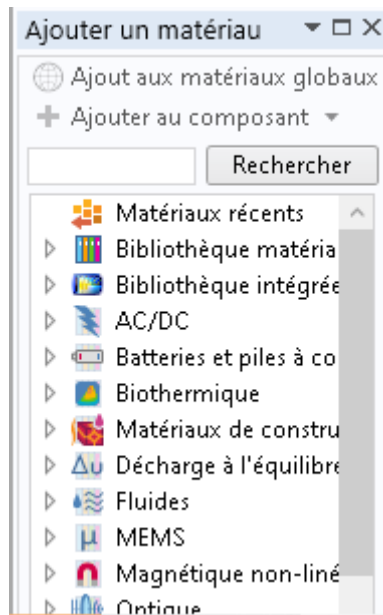 Ajouter un matériau
Ajout aux matériaux globaux
Ajouter au composant
Rechercher
Matériaux récents
Bibliothèque matéria
Bibliothèque intégrée
AC/DC
Batteries et piles à co
Biothermique
Matériaux de constru
Δu Décharge à l'équilibre
Fluides
μ MEMS
Magnétique non-liné
Optique